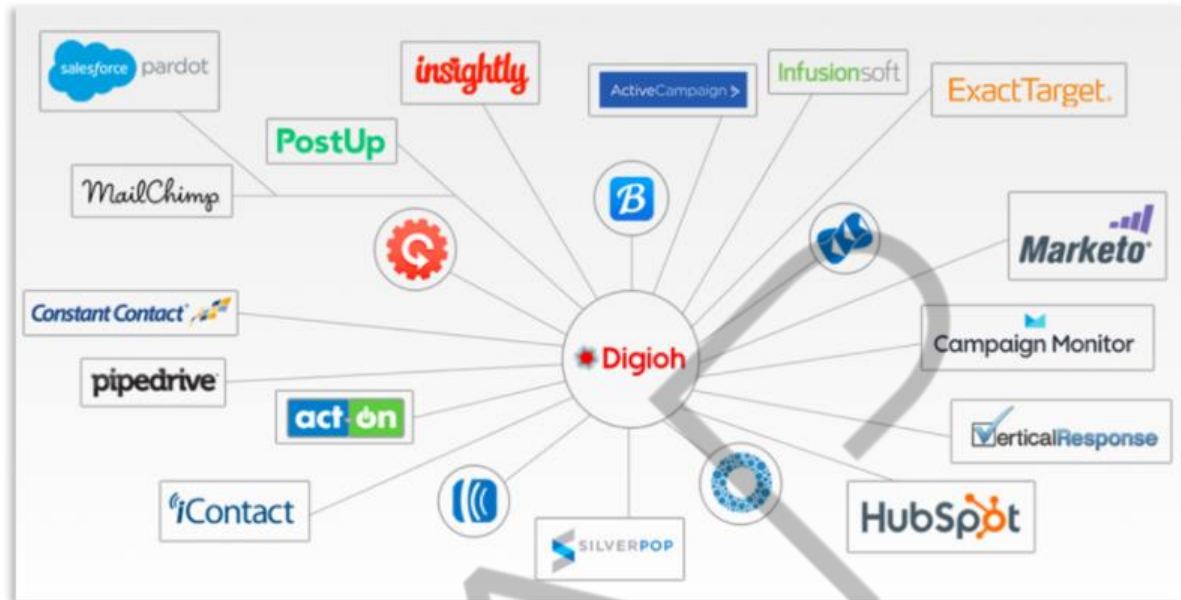 salesforce pardot
insightly
ActiveCampaign >
Infusionsoft
ExactTarget.
PostUp
MailChimp
B
Marketo
Constant Contact
Digioh
Campaign Monitor
pipedrive
act-on
VerticalResponse
iContact
HubSpot
SILVERPOP